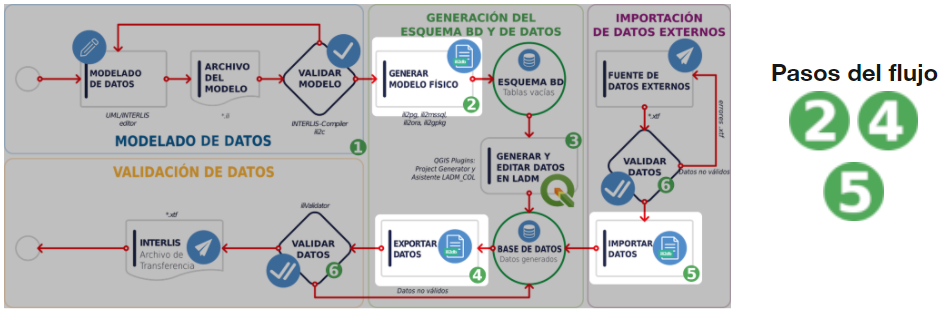 GENERACIÓN DEL
ESQUEMA BD Y DE DATOS
IMPORTACIÓN
DE DATOS EXTERNOS
MODELADO
DE DATOS
UML/INTERLIS
editor
ARCHIVO
DEL
MODELO
*.ili
VALIDAR
MODELO
INTERLIS-Compiler
ili2c
MODELADO DE DATOS
1
GENERAR
MODELO FÍSICO
2
ili2pg, ili2mssql,
ili2ora, ili2gpkg
ESQUEMA BD
Tablas vacías
3
GENERAR Y
EDITAR DATOS
EN LADM
QGIS Plugins:
Project Generator y
Asistente LADM_COL
FUENTE DE
DATOS EXTERNOS
*.xtf
errores .xtf
VALIDAR
DATOS
6
Datos no válidos
IMPORTAR
DATOS
5
BASE DE DATOS
Datos generados
EXPORTAR
DATOS
4
Datos no válidos
VALIDACIÓN DE DATOS
iliValidator
VALIDAR
DATOS
6
*.xtf
INTERLIS
Archivo de
Transferencia
Pasos del flujo
2 4
5